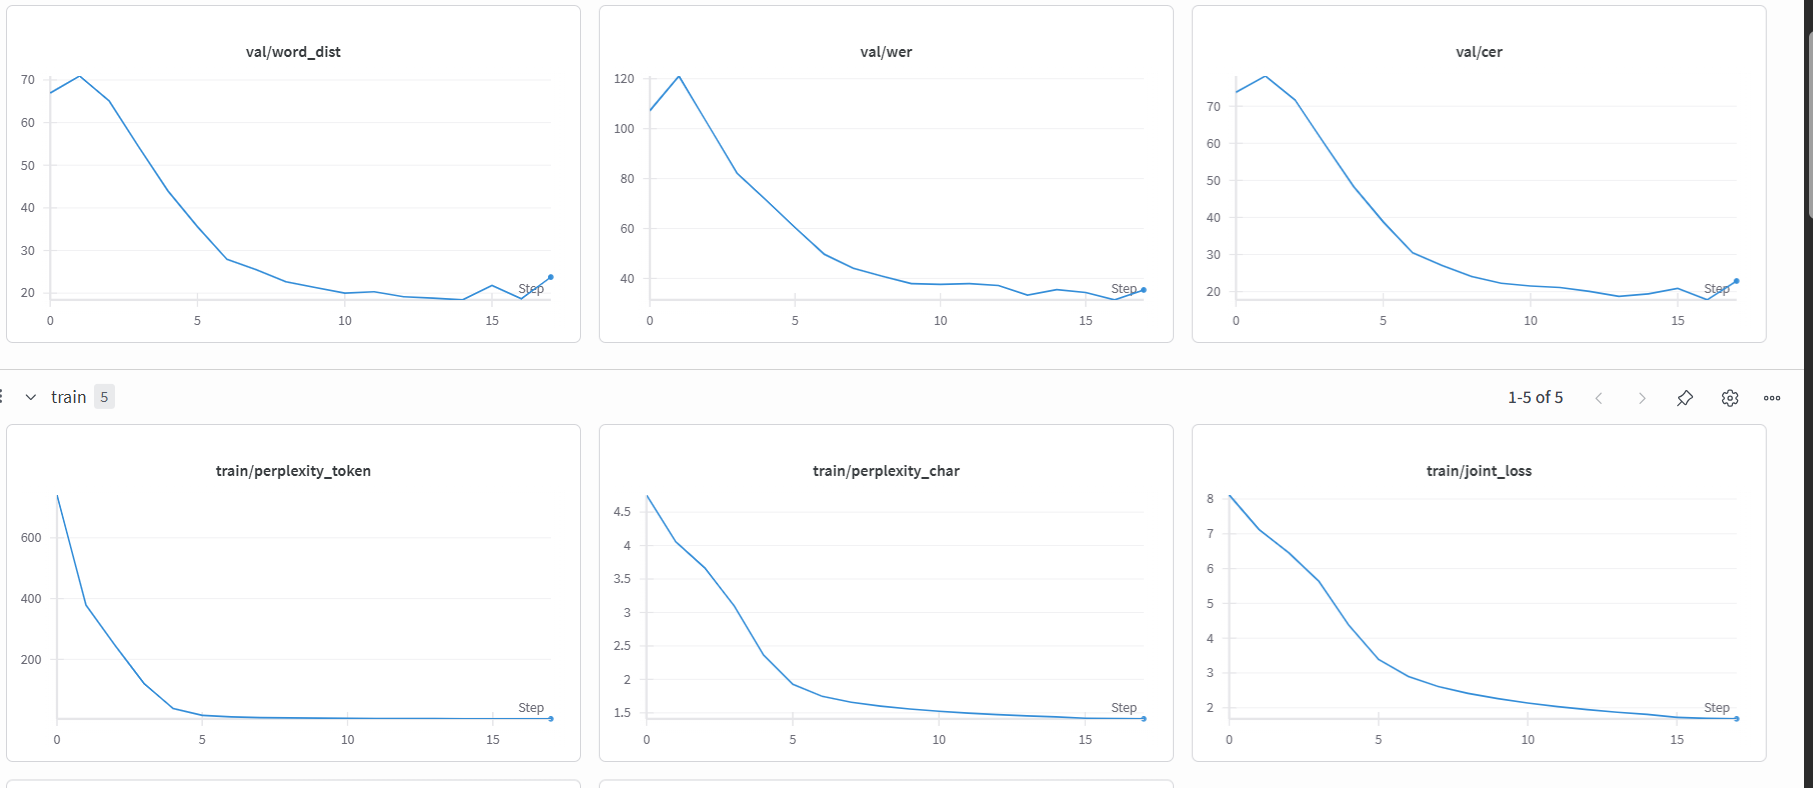 val/word_dist
70
60
50
40
30
20
Step
0 5 10 15
val/wer
120
100
80
60
40
Step
0 5 10 15
val/cer
70
60
50
40
30
20
Step
0 5 10 15
train 5
1-5 of 5
train/perplexity_token
600
400
200
Step
0 5 10 15
train/perplexity_char
4.5
4
3.5
3
2.5
2
1.5
Step
0 5 10 15
train/joint_loss
8
7
6
5
4
3
2
Step
0 5 10 15